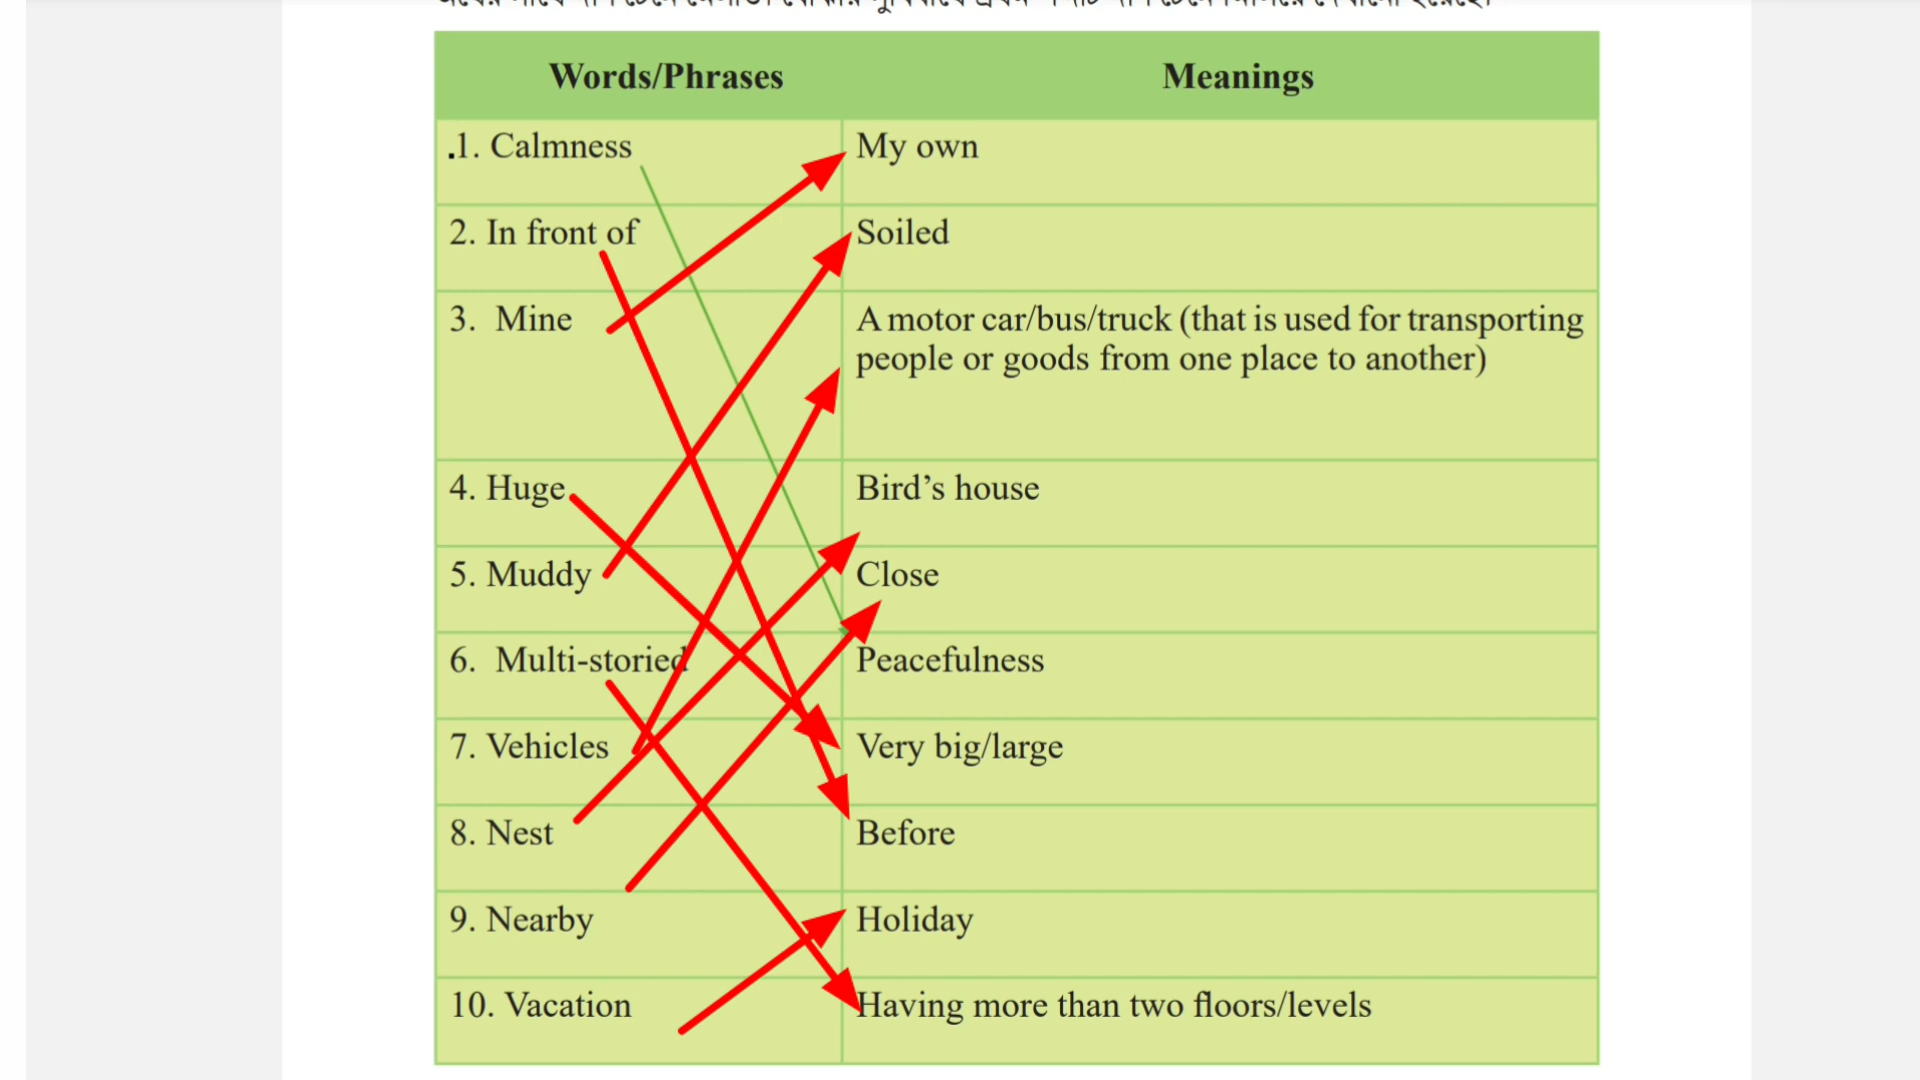 Words/Phrases Meanings
.1. Calmness My own
2. In front of Soiled
3. Mine A motor car/bus/truck (that is used for transporting
people or goods from one place to another)
4. Huge Bird’s house
5. Muddy Close
6. Multi-storied Peacefulness
7. Vehicles Very big/large
8. Nest Before
9. Nearby Holiday
10. Vacation Having more than two floors/levels